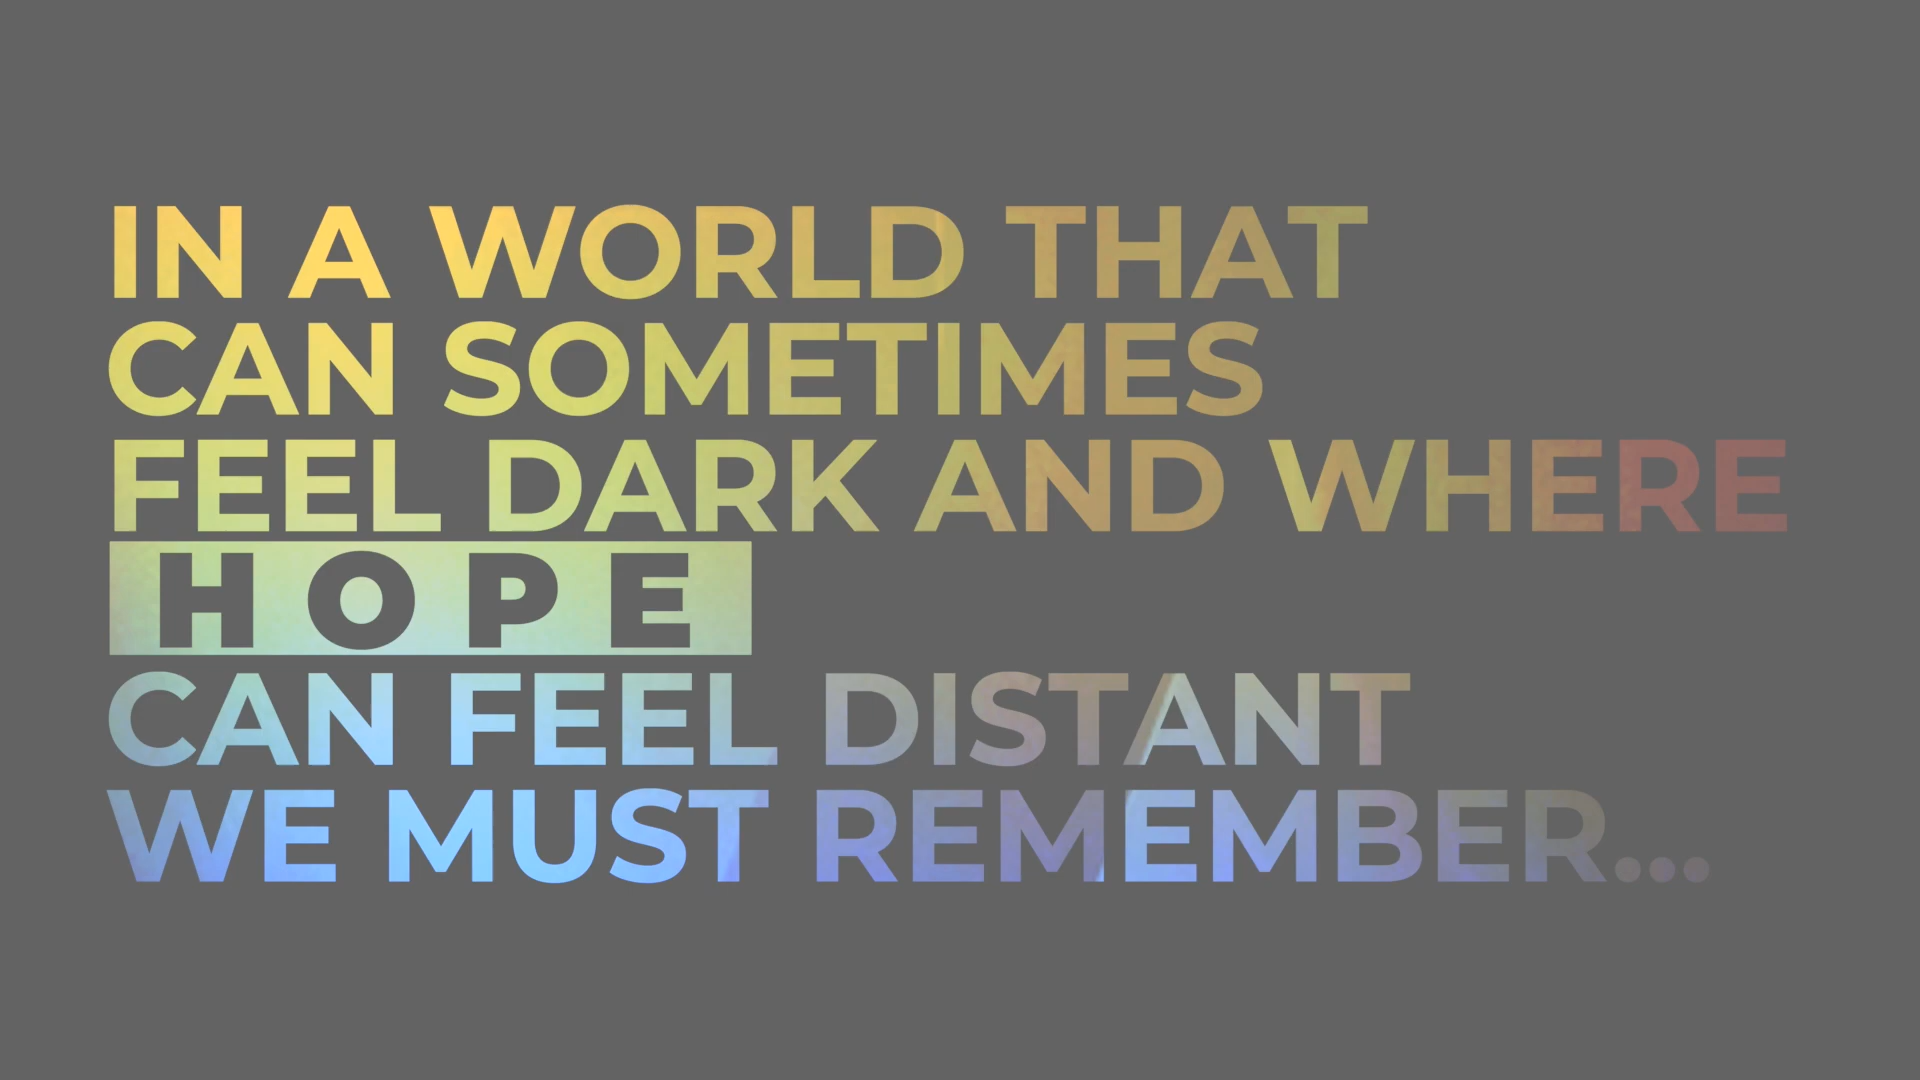 IN A WORLD THAT
CAN SOMETIMES
FEEL DARK AND WHERE
HOPE
CAN FEEL DISTANT
WE MUST REMEMBER...